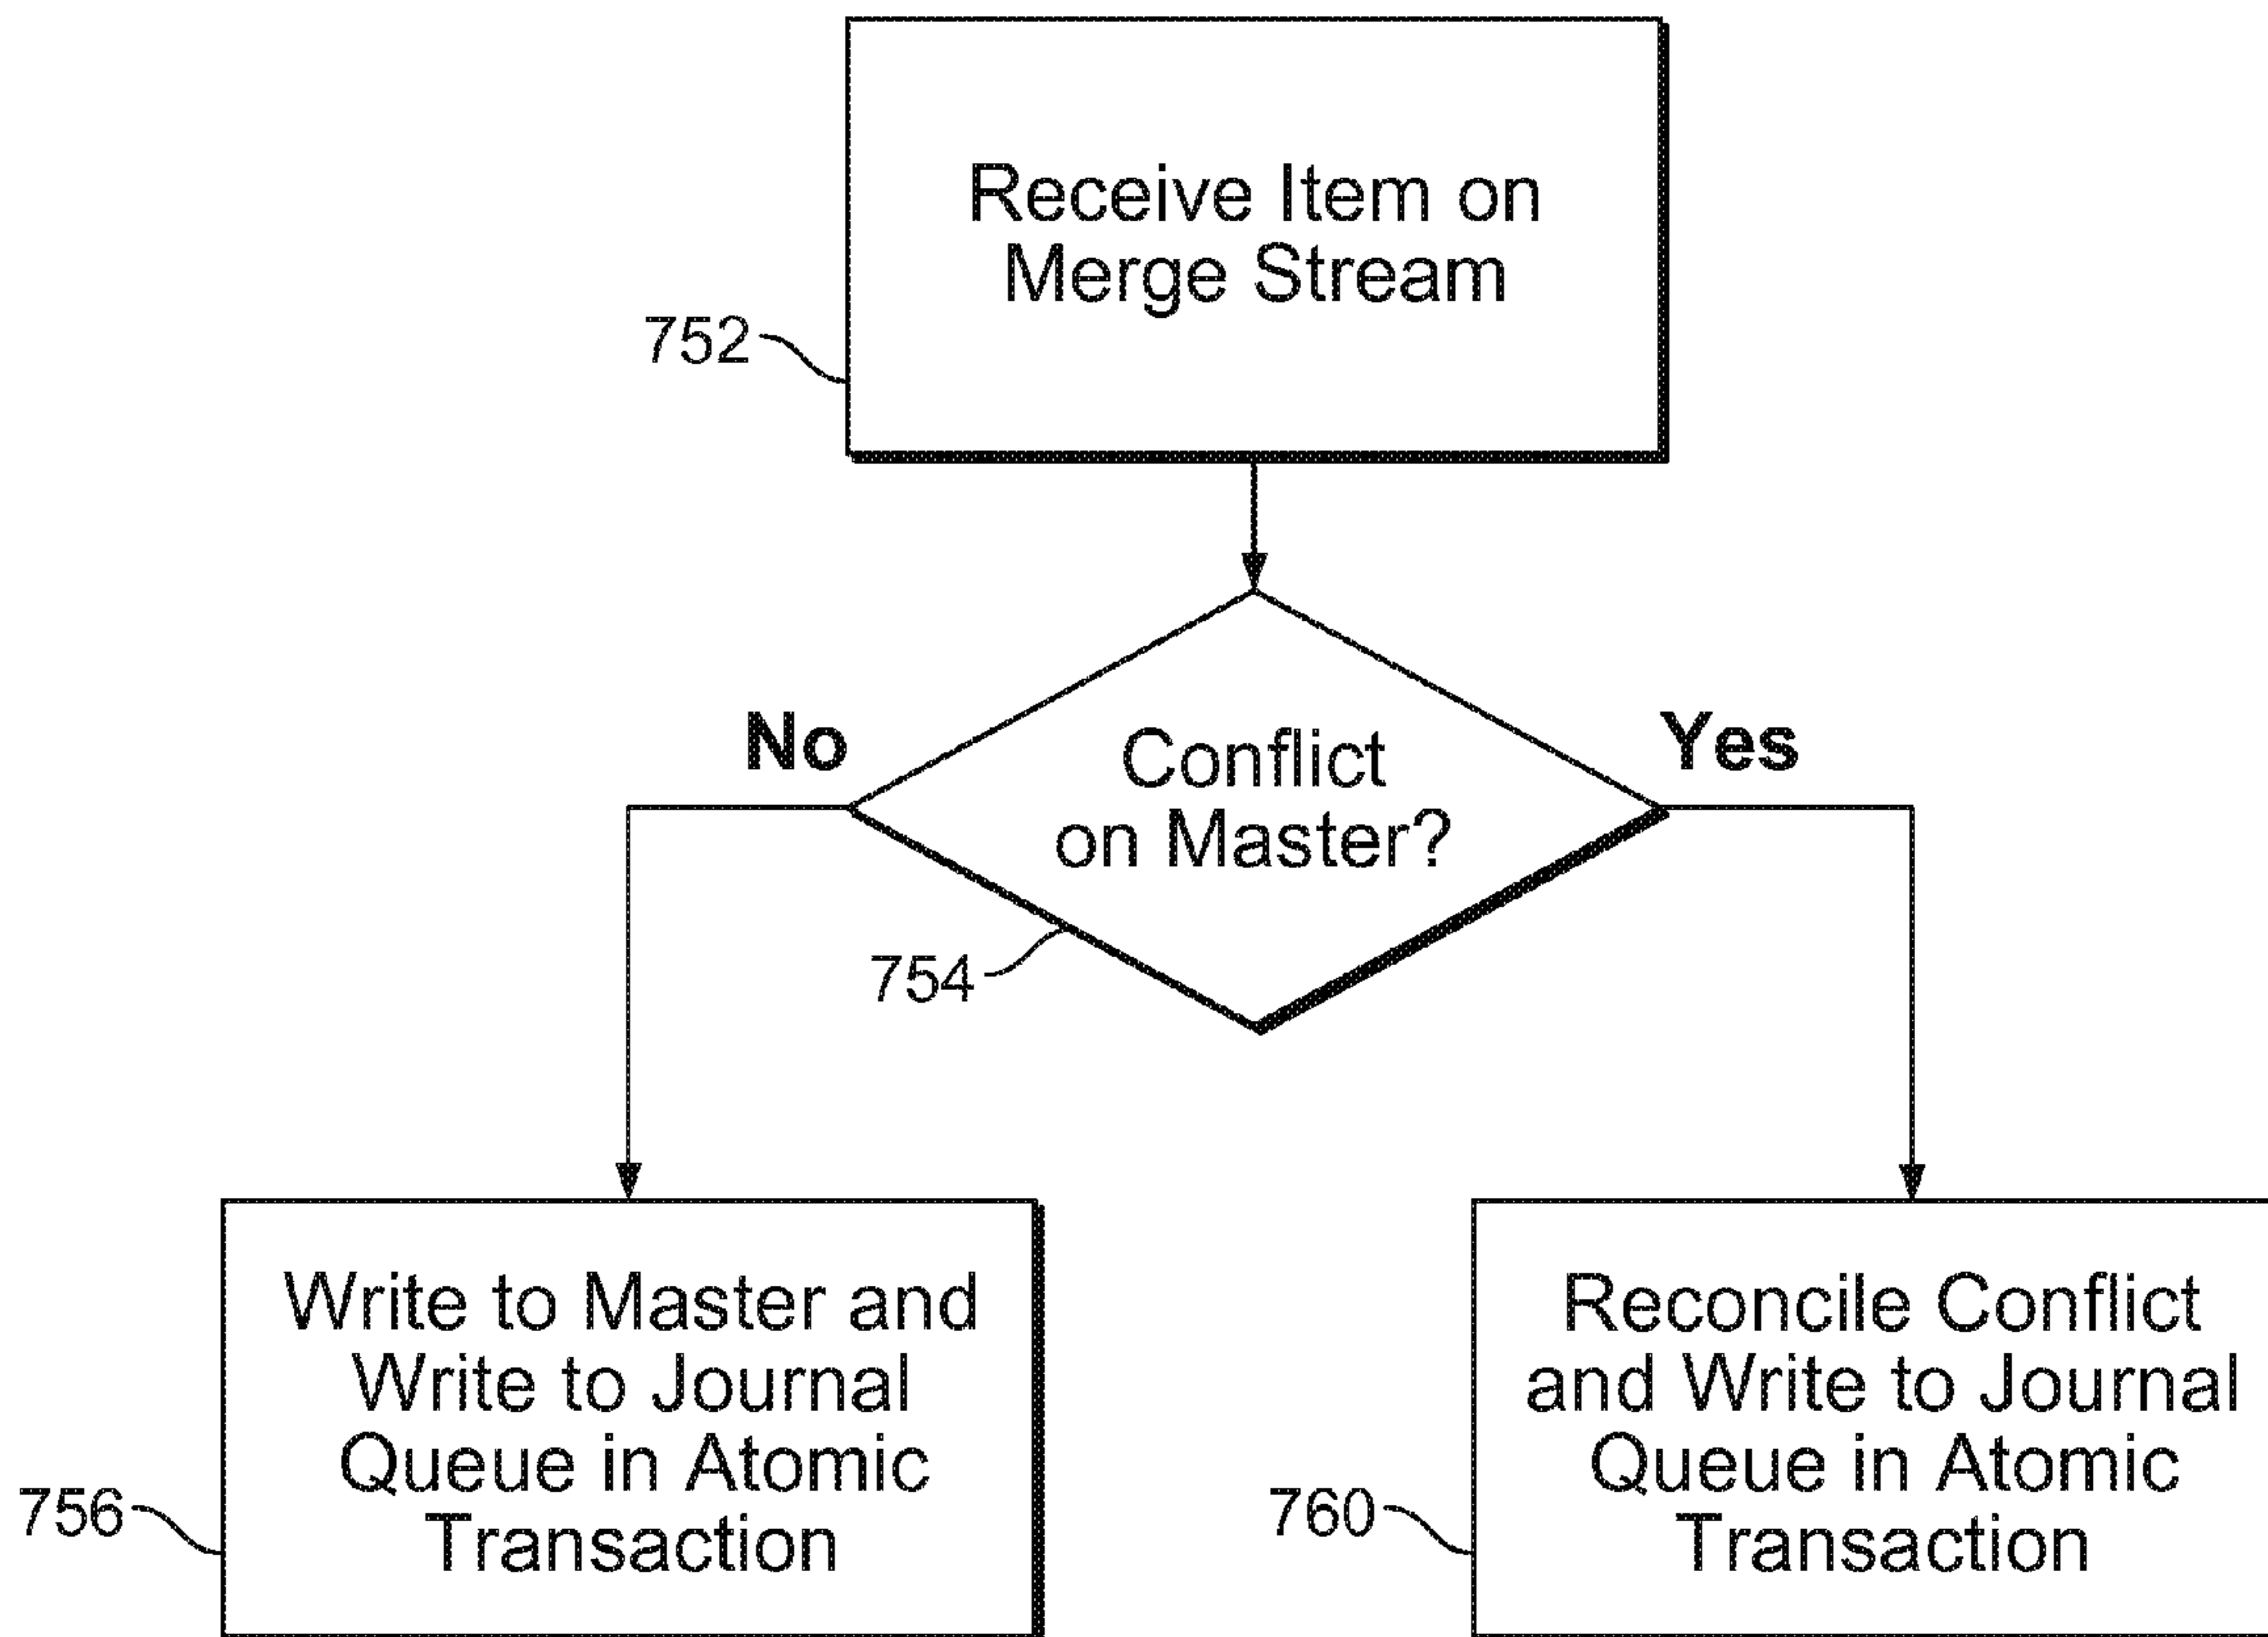 Receive Item on
Merge Stream
752
No
Yes
Conflict
on Master?
754
Write to Master and
Write to Journal
Queue in Atomic
Transaction
756
Reconcile Conflict
and Write to Journal
Queue in Atomic
Transaction
760